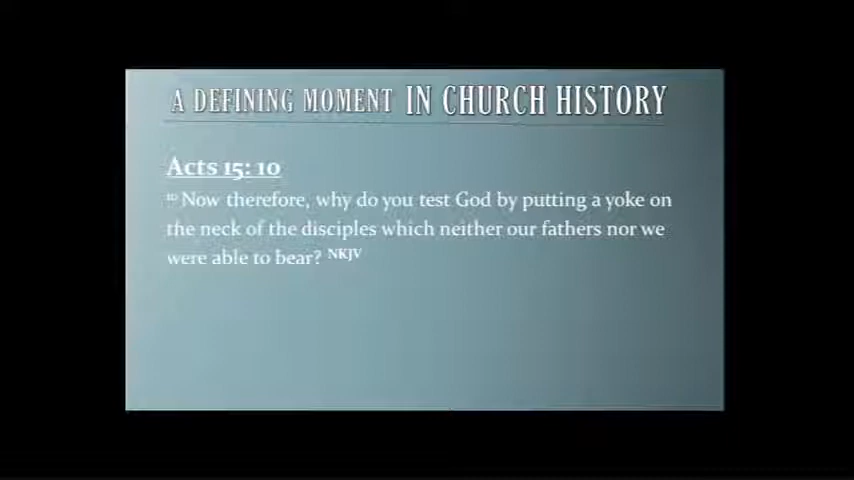 A DEFINING MOMENT IN CHURCH HISTORY
Acts 15: 10
10 Now therefore, why do you test God by putting a yoke on
the neck of the disciples which neither our fathers nor we
were able to bear? NKJV